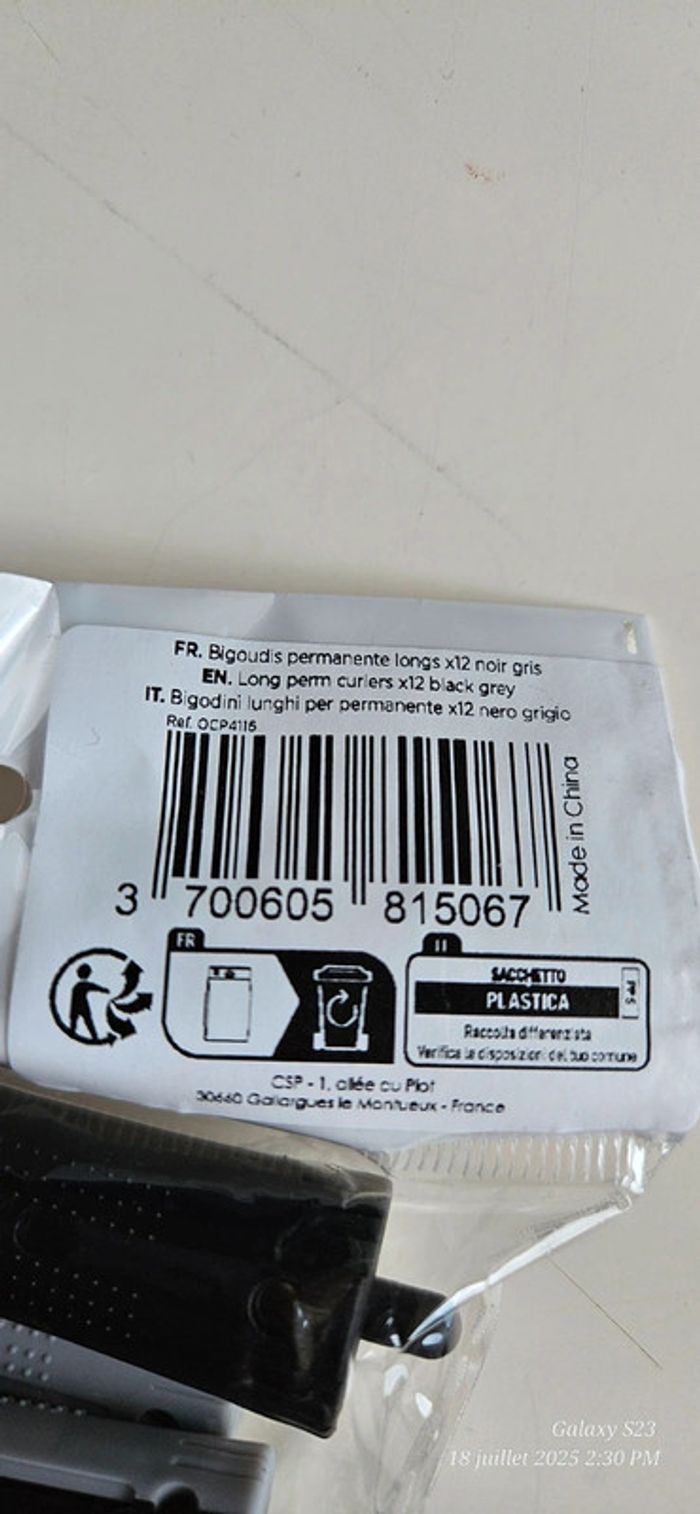 FR. Bigoudis permanente longs x12 noir gris
EN. Long perm curlers x12 black grey
IT. Bigodini lunghi per permanente x12 nero grigio
Ref. OCP4116
3 700605 815067
Made in China
FR
IT
SACCHETTO
PLASTICA
PP 5
Raccolta differenziata
Verifica le disposizioni del tuo comune
CSP - 1, allée du Piot
30660 Gallargues le Montueux - France
Galaxy S23
18 juillet 2025 2:30 PM